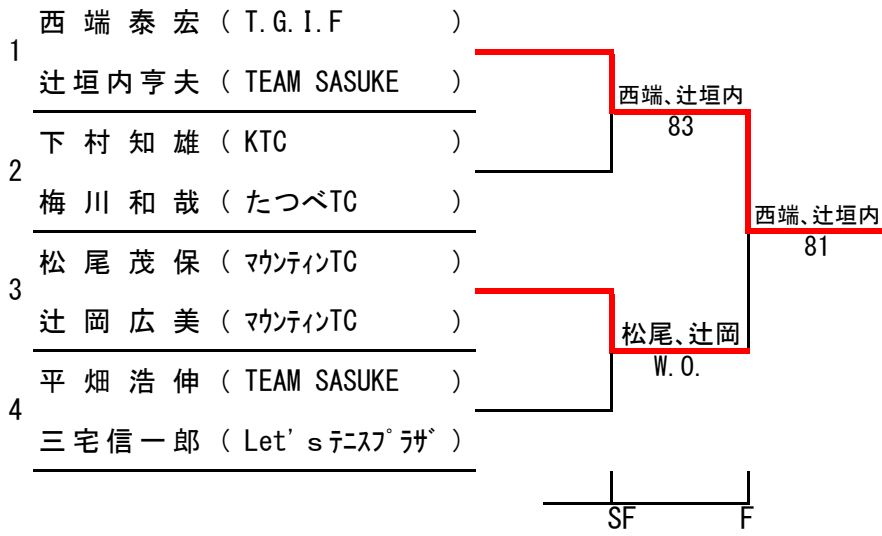 1
西 端 泰 宏 ( T.G.I.F )
辻垣内亨夫 ( TEAM SASUKE )
2
下 村 知 雄 ( KTC )
梅 川 和 哉 ( たつべTC )
3
松 尾 茂 保 ( ﾏｳﾝﾃｨﾝTC )
辻 岡 広 美 ( ﾏｳﾝﾃｨﾝTC )
4
平 畑 浩 伸 ( TEAM SASUKE )
三宅信一郎 ( Let'ｓﾃﾆｽﾌﾟﾗｻﾞ )
西端、辻垣内
83
松尾、辻岡
W.O.
西端、辻垣内
81
SF F